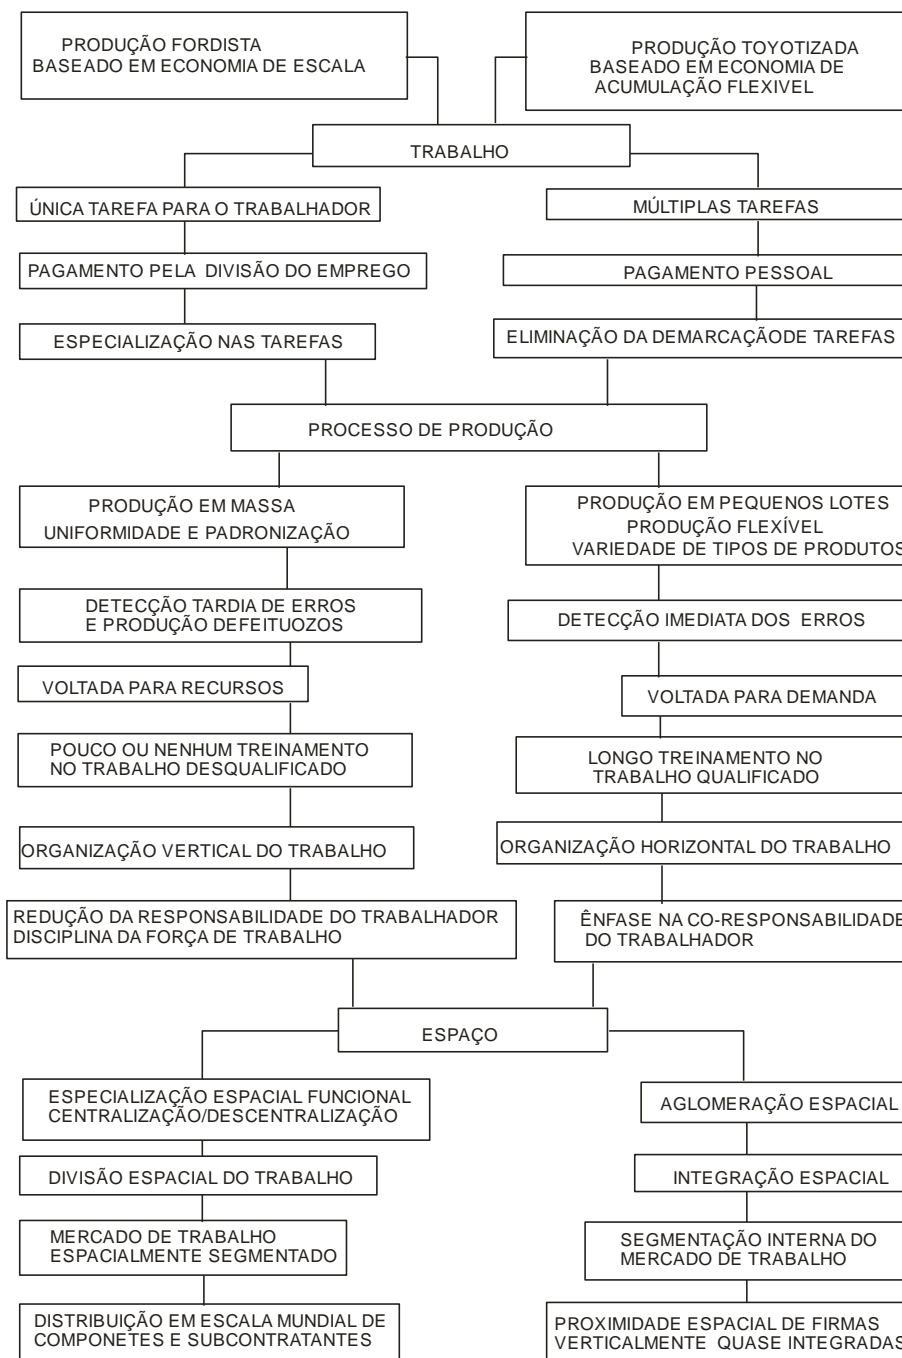 PRODUÇÃO FORDISTA
BASEADO EM ECONOMIA DE ESCALA
PRODUÇÃO TOYOTIZADA
BASEADO EM ECONOMIA DE
ACUMULAÇÃO FLEXIVEL
TRABALHO
ÚNICA TAREFA PARA O TRABALHADOR
MÚLTIPLAS TAREFAS
PAGAMENTO PELA DIVISÃO DO EMPREGO
PAGAMENTO PESSOAL
ESPECIALIZAÇÃO NAS TAREFAS
ELIMINAÇÃO DA DEMARCAÇÃODE TAREFAS
PROCESSO DE PRODUÇÃO
PRODUÇÃO EM MASSA
UNIFORMIDADE E PADRONIZAÇÃO
PRODUÇÃO EM PEQUENOS LOTES
PRODUÇÃO FLEXÍVEL
VARIEDADE DE TIPOS DE PRODUTOS
DETECÇÃO TARDIA DE ERROS
E PRODUÇÃO DEFEITUOZOS
DETECÇÃO IMEDIATA DOS ERROS
VOLTADA PARA RECURSOS
VOLTADA PARA DEMANDA
POUCO OU NENHUM TREINAMENTO
NO TRABALHO DESQUALIFICADO
LONGO TREINAMENTO NO
TRABALHO QUALIFICADO
ORGANIZAÇÃO VERTICAL DO TRABALHO
ORGANIZAÇÃO HORIZONTAL DO TRABALHO
REDUÇÃO DA RESPONSABILIDADE DO TRABALHADOR
DISCIPLINA DA FORÇA DE TRABALHO
ÊNFASE NA CO-RESPONSABILIDADE
DO TRABALHADOR
ESPAÇO
ESPECIALIZAÇÃO ESPACIAL FUNCIONAL
CENTRALIZAÇÃO/DESCENTRALIZAÇÃO
AGLOMERAÇÃO ESPACIAL
DIVISÃO ESPACIAL DO TRABALHO
INTEGRAÇÃO ESPACIAL
MERCADO DE TRABALHO
ESPACIALMENTE SEGMENTADO
SEGMENTAÇÃO INTERNA DO
MERCADO DE TRABALHO
DISTRIBUIÇÃO EM ESCALA MUNDIAL DE
COMPONETES E SUBCONTRATANTES
PROXIMIDADE ESPACIAL DE FIRMAS
VERTICALMENTE QUASE INTEGRADAS